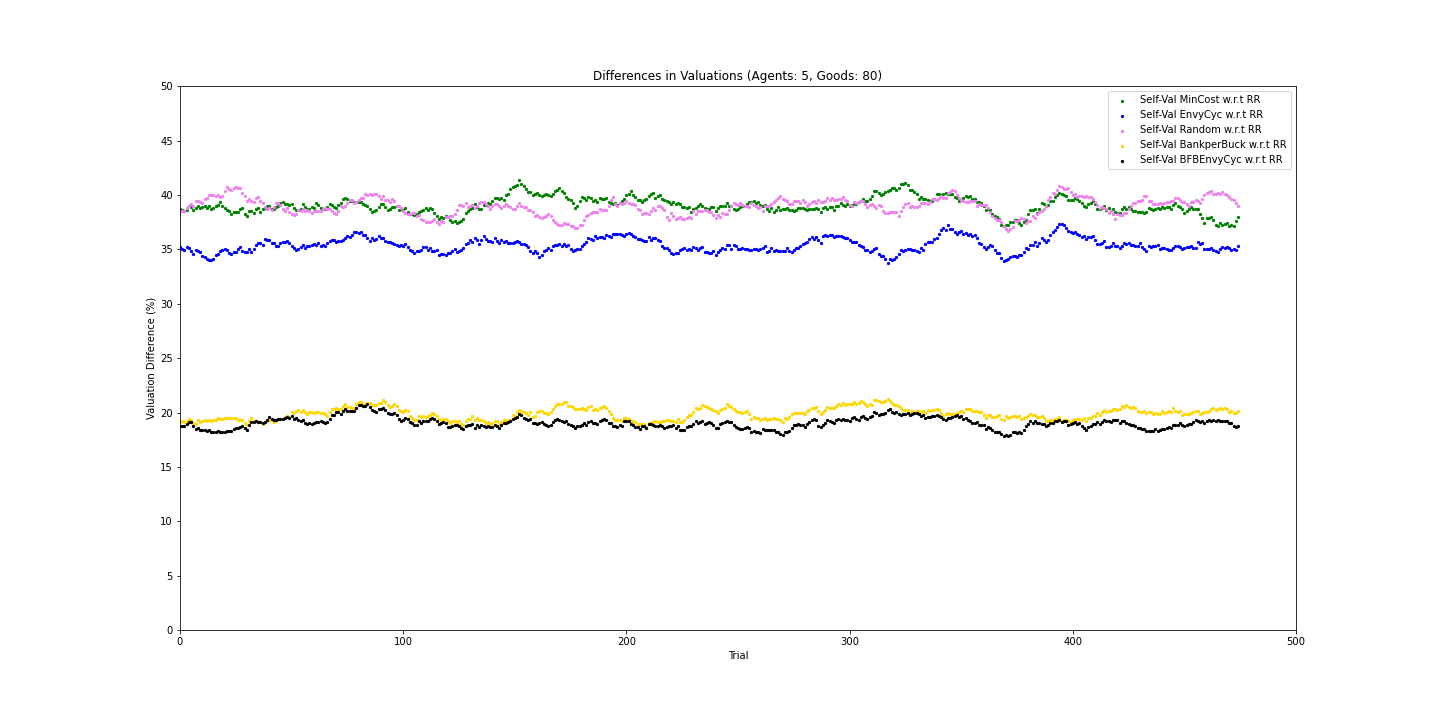 Differences in Valuations (Agents: 5, Goods: 80)
Self-Val MinCost w.r.t RR
Self-Val EnvyCyc w.r.t RR
Self-Val Random w.r.t RR
Self-Val BankperBuck w.r.t RR
Self-Val BFBEnvyCyc w.r.t RR
Valuation Difference (%)
50
45
40
35
30
25
20
15
10
5
0
0 100 200 300 400 500
Trial